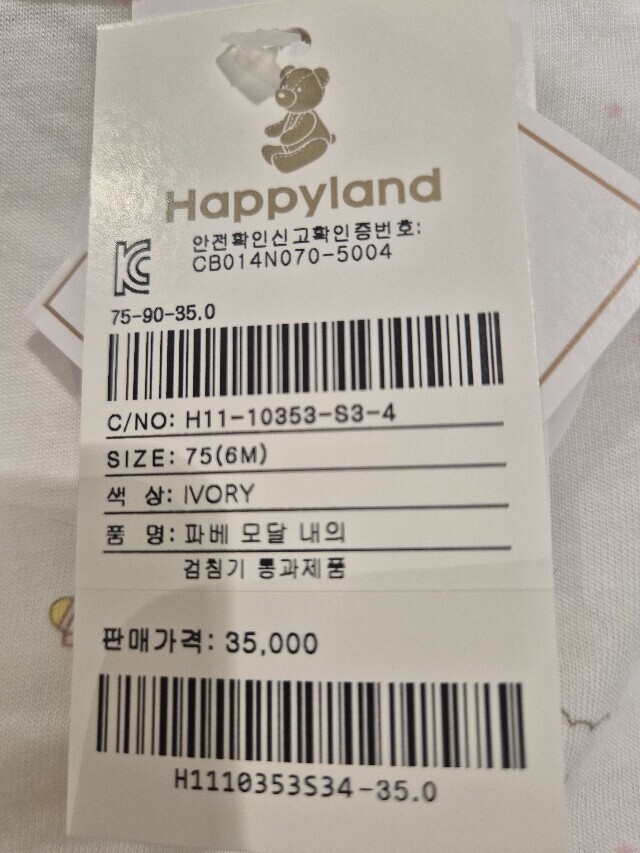 Happyland
안전확인신고확인증번호:
CB014N070-5004
75-90-35.0
C/NO: H11-10353-S3-4
SIZE: 75(6M)
색 상: IVORY
품 명: 파베 모달 내의
검침기 통과제품
판매가격: 35,000
H1110353S34-35.0